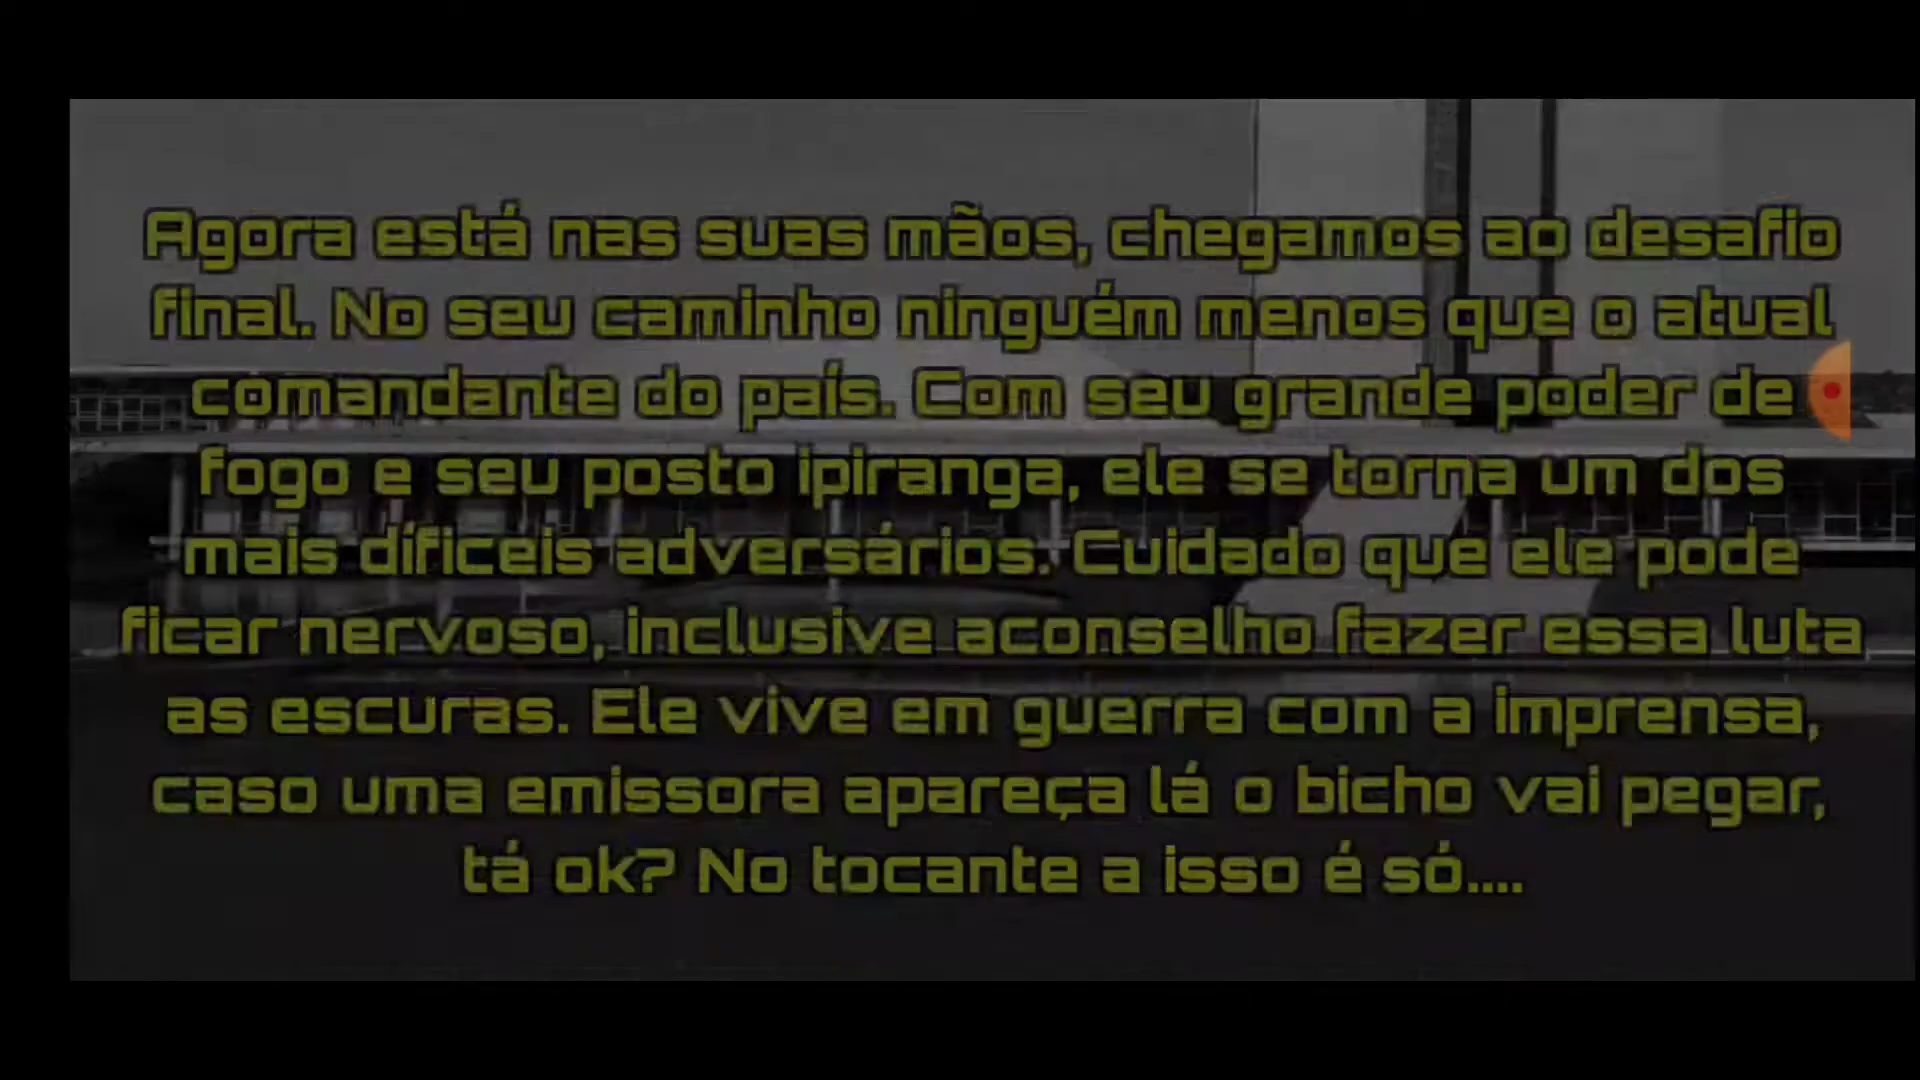 Agora está nas suas mãos, chegamos ao desafio
final. No seu caminho ninguém menos que o atual
comandante do país. Com seu grande poder de
fogo e seu posto ipiranga, ele se torna um dos
mais díficeis adversários. Cuidado que ele pode
ficar nervoso, inclusive aconselho fazer essa luta
as escuras. Ele vive em guerra com a imprensa,
caso uma emissora apareça lá o bicho vai pegar,
tá ok? No tocante a isso é só....